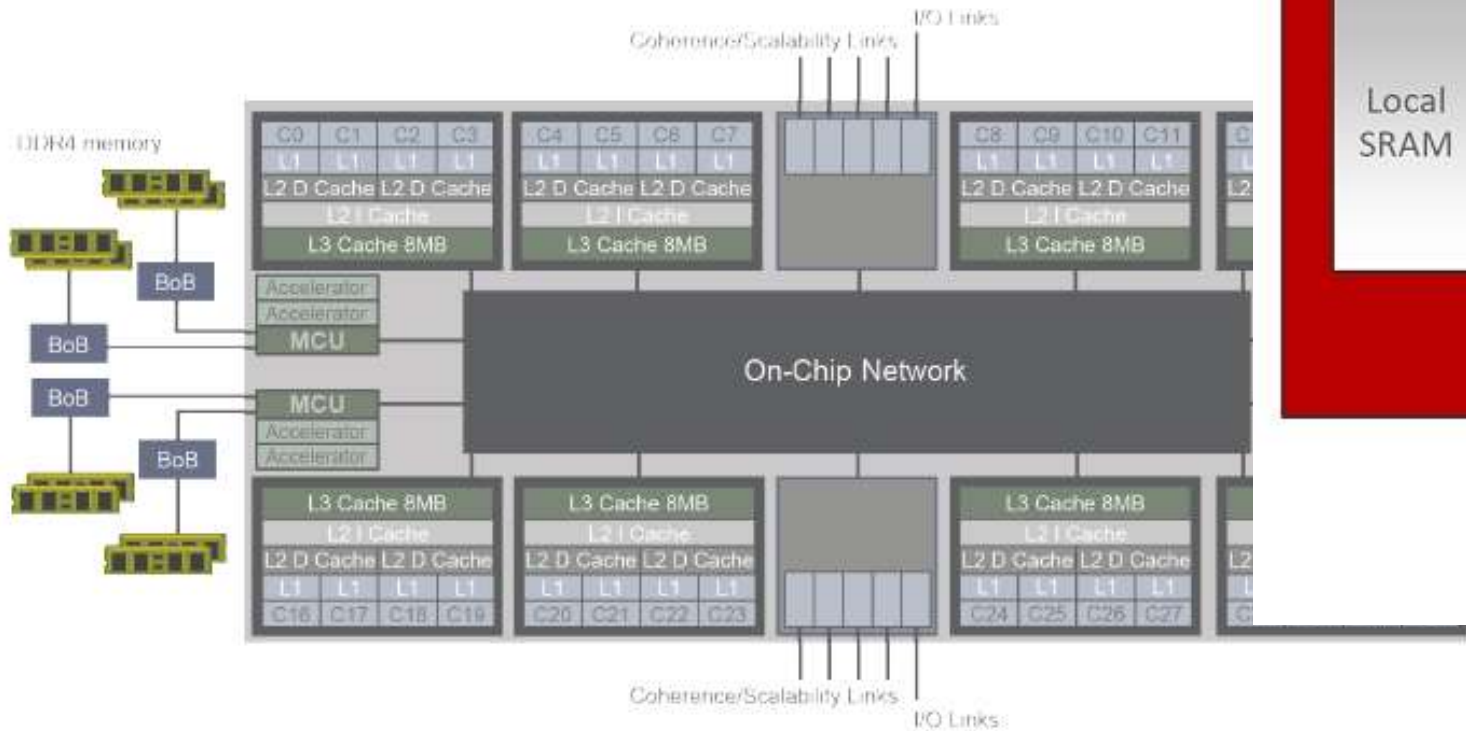 I/O Links
Coherence/Scalability Links
DDR4 memory
C0 C1 C2 C3
L1 L1 L1 L1
L2 D Cache L2 D Cache
L2 I Cache
L3 Cache 8MB
C4 C5 C6 C7
L1 L1 L1 L1
L2 D Cache L2 D Cache
L2 I Cache
L3 Cache 8MB
C8 C9 C10 C11
L1 L1 L1 L1
L2 D Cache L2 D Cache
L2 I Cache
L3 Cache 8MB
Local
SRAM
BoB
BoB
BoB
BoB
Accelerator
Accelerator
MCU
MCU
Accelerator
Accelerator
On-Chip Network
L3 Cache 8MB
L2 I Cache
L2 D Cache L2 D Cache
L1 L1 L1 L1
C16 C17 C18 C19
L3 Cache 8MB
L2 I Cache
L2 D Cache L2 D Cache
L1 L1 L1 L1
C20 C21 C22 C23
L3 Cache 8MB
L2 I Cache
L2 D Cache L2 D Cache
L1 L1 L1 L1
C24 C25 C26 C27
Coherence/Scalability Links
I/O Links